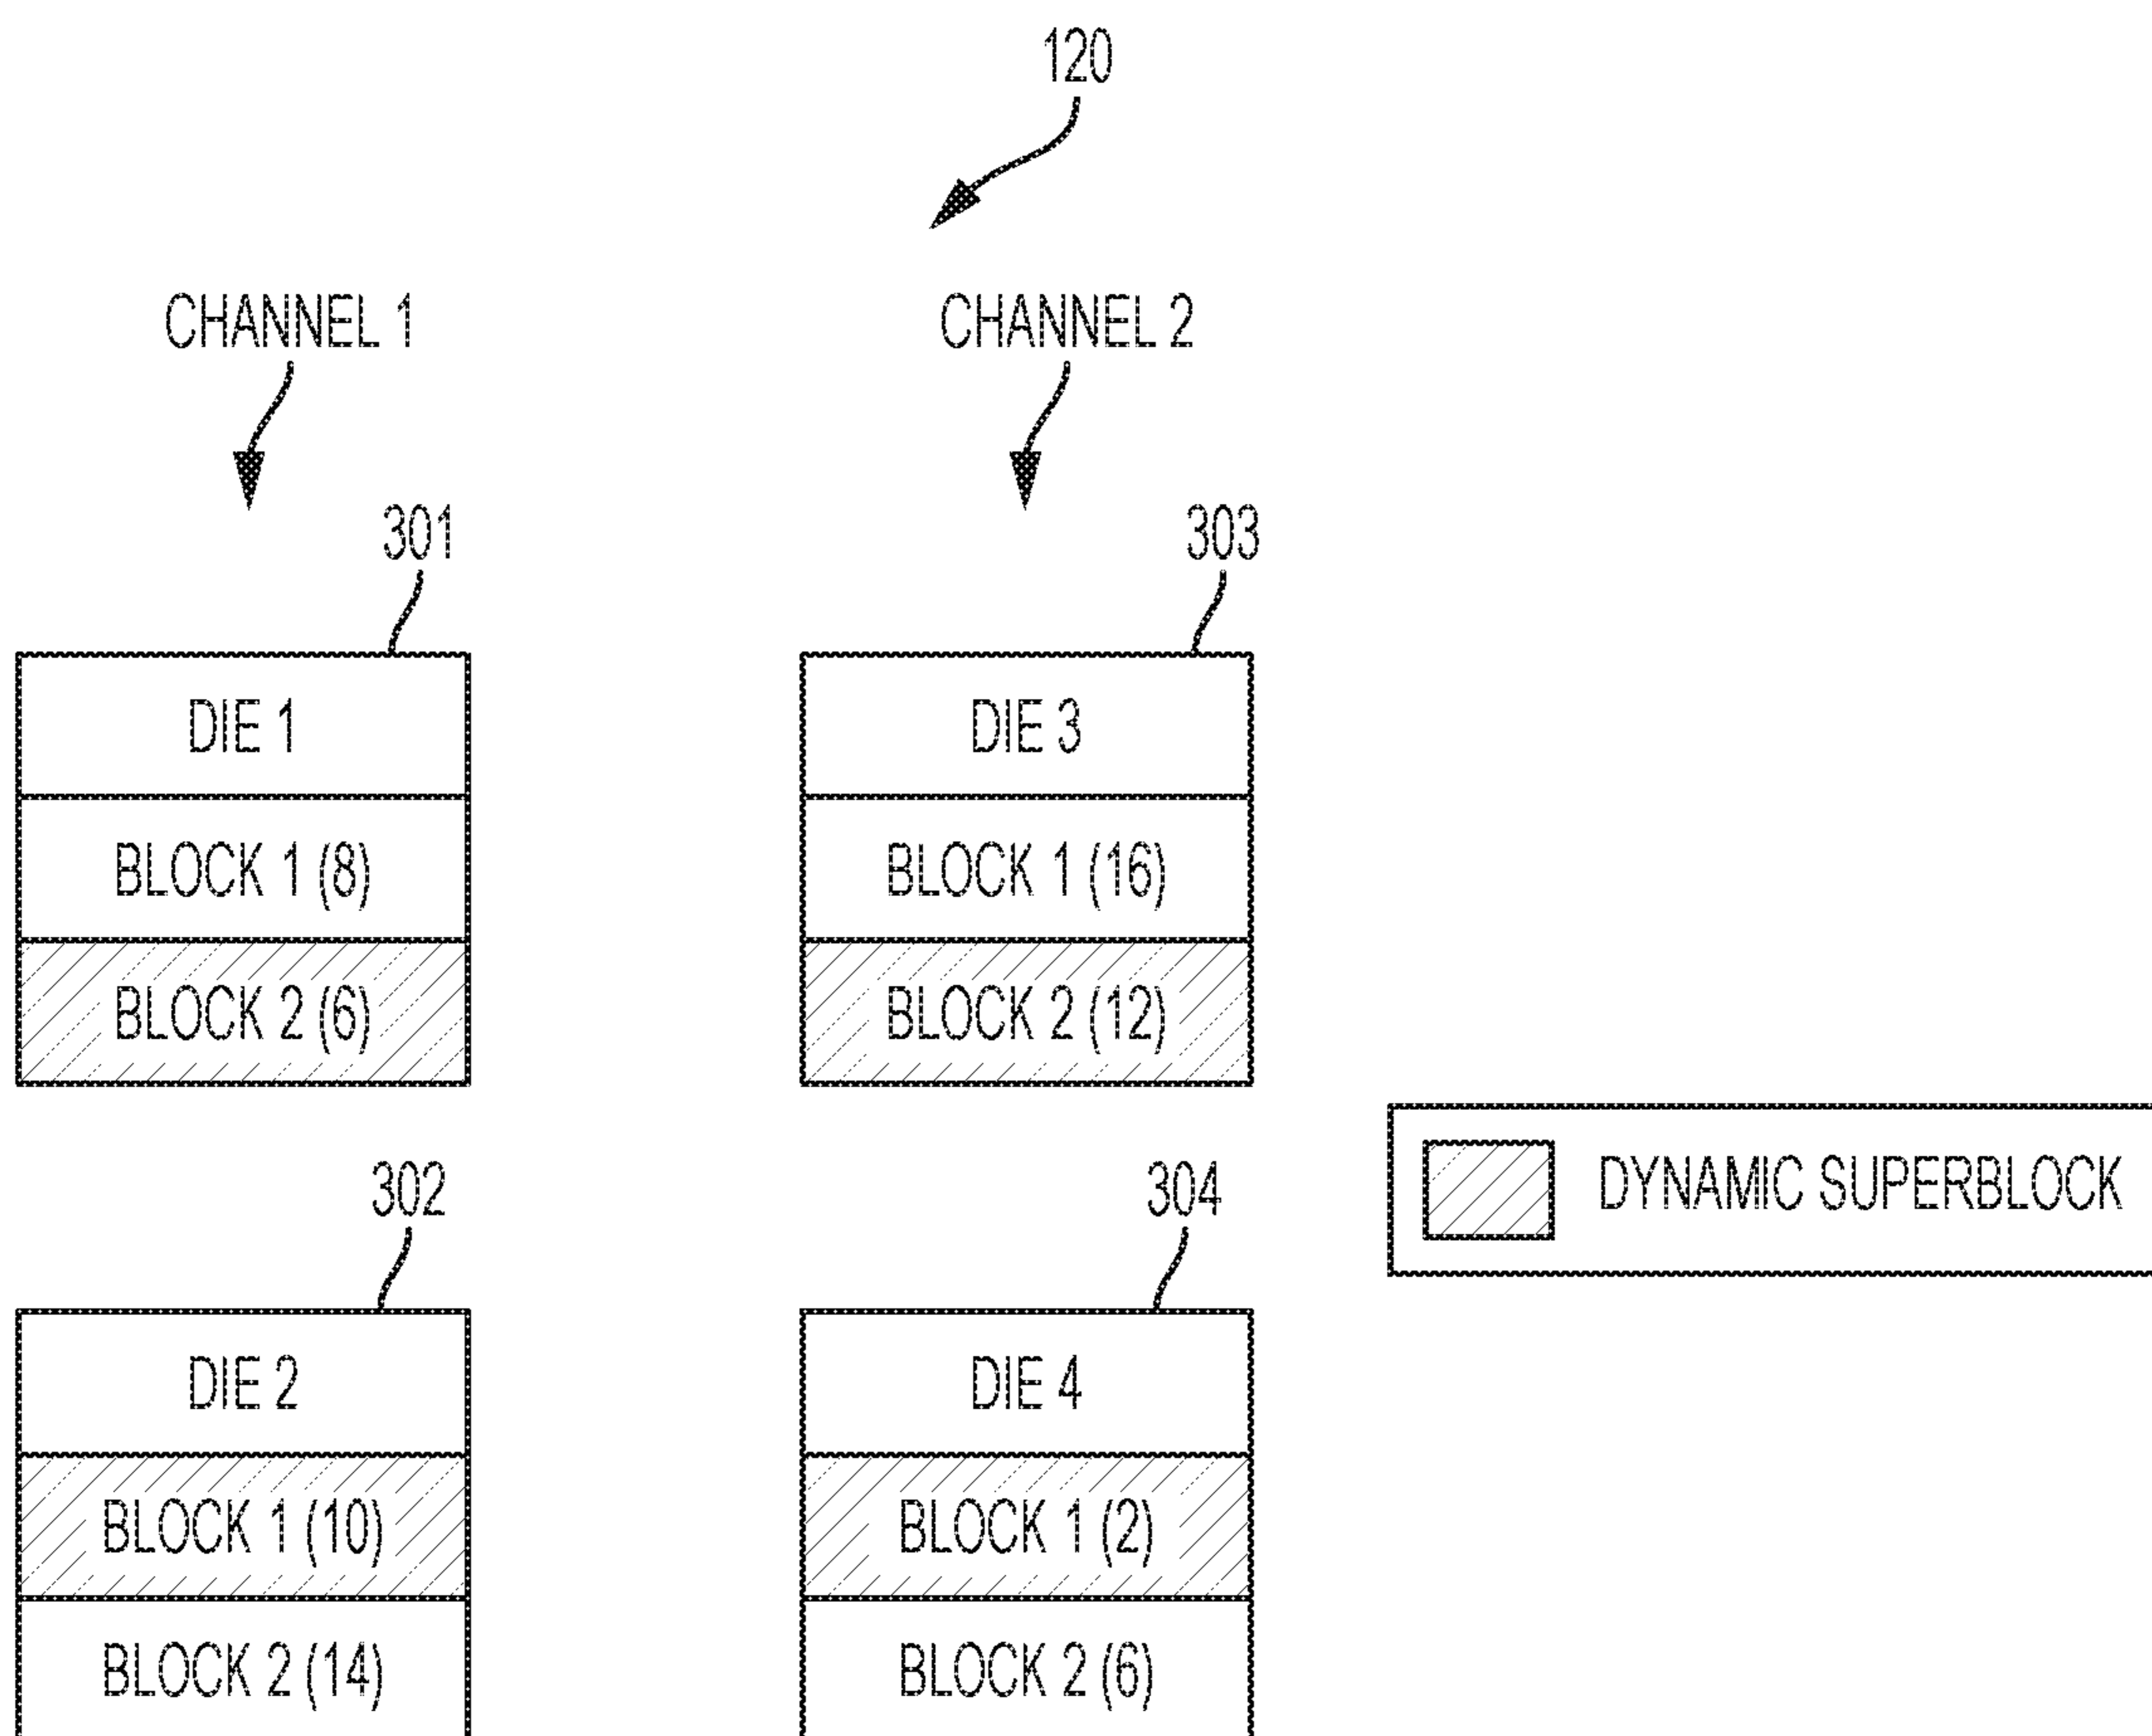 120
CHANNEL 1
CHANNEL 2
301
303
DIE 1
BLOCK 1 (8)
BLOCK 2 (6)
DIE 3
BLOCK 1 (16)
BLOCK 2 (12)
DYNAMIC SUPERBLOCK
302
304
DIE 2
BLOCK 1 (10)
BLOCK 2 (14)
DIE 4
BLOCK 1 (2)
BLOCK 2 (6)